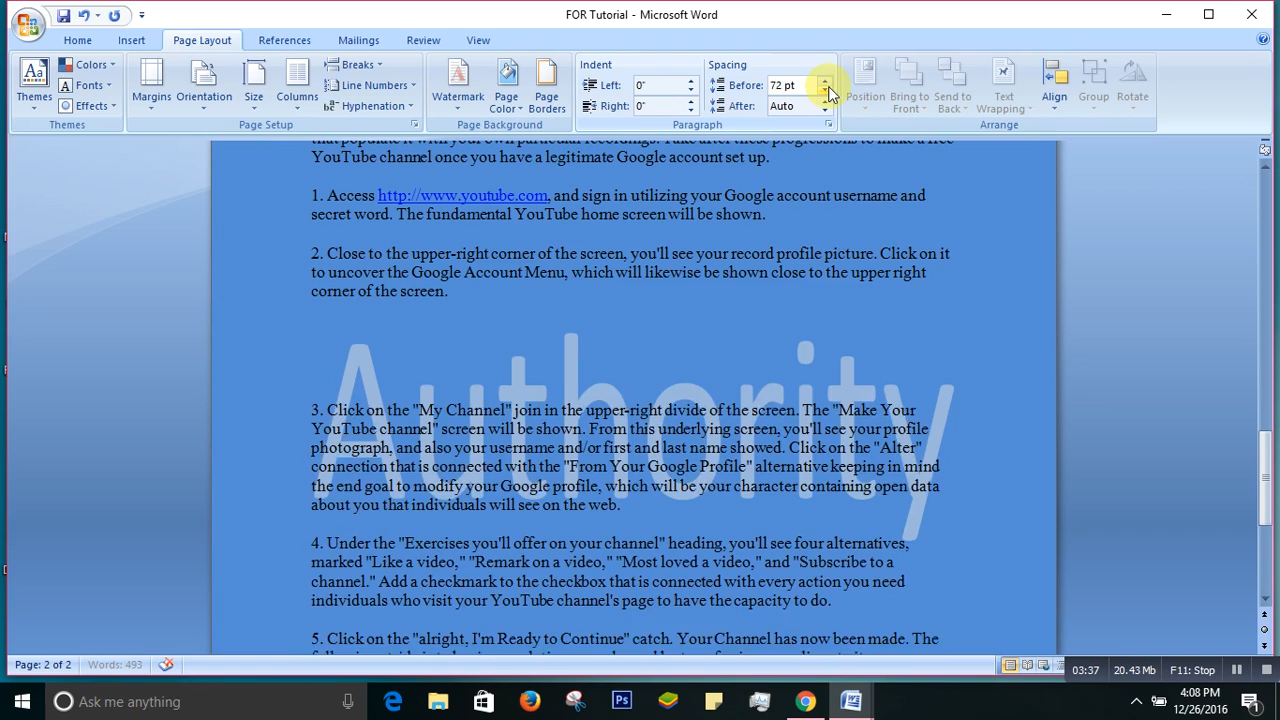 FOR Tutorial - Microsoft Word
Home Insert Page Layout References Mailings Review View
Themes
Colors
Fonts
Effects
Themes
Margins
Orientation
Size
Columns
Breaks
Line Numbers
Hyphenation
Page Setup
Watermark
Page Color
Page Borders
Page Background
Indent
Left: 0"
Right: 0"
Spacing
Before: 72 pt
After: Auto
Paragraph
Position
Bring to Front
Send to Back
Text Wrapping
Align
Group
Rotate
Arrange
YouTube channel once you have a legitimate Google account set up.
1. Access http://www.youtube.com, and sign in utilizing your Google account username and
secret word. The fundamental YouTube home screen will be shown.
2. Close to the upper-right corner of the screen, you'll see your record profile picture. Click on it
to uncover the Google Account Menu, which will likewise be shown close to the upper right
corner of the screen.
Authority
3. Click on the "My Channel" join in the upper-right divide of the screen. The "Make Your
YouTube channel" screen will be shown. From this underlying screen, you'll see your profile
photograph, and also your username and/or first and last name showed. Click on the "Alter"
connection that is connected with the "From Your Google Profile" alternative keeping in mind
the end goal to modify your Google profile, which will be your character containing open data
about you that individuals will see on the web.
4. Under the "Exercises you'll offer on your channel" heading, you'll see four alternatives,
marked "Like a video," "Remark on a video," "Most loved a video," and "Subscribe to a
channel." Add a checkmark to the checkbox that is connected with every action you need
individuals who visit your YouTube channel's page to have the capacity to do.
5. Click on the "alright, I'm Ready to Continue" catch. Your Channel has now been made. The
Page: 2 of 2 Words: 493
03:37 20.43 Mb F11: Stop
Ask me anything
Ps
4:08 PM
12/26/2016